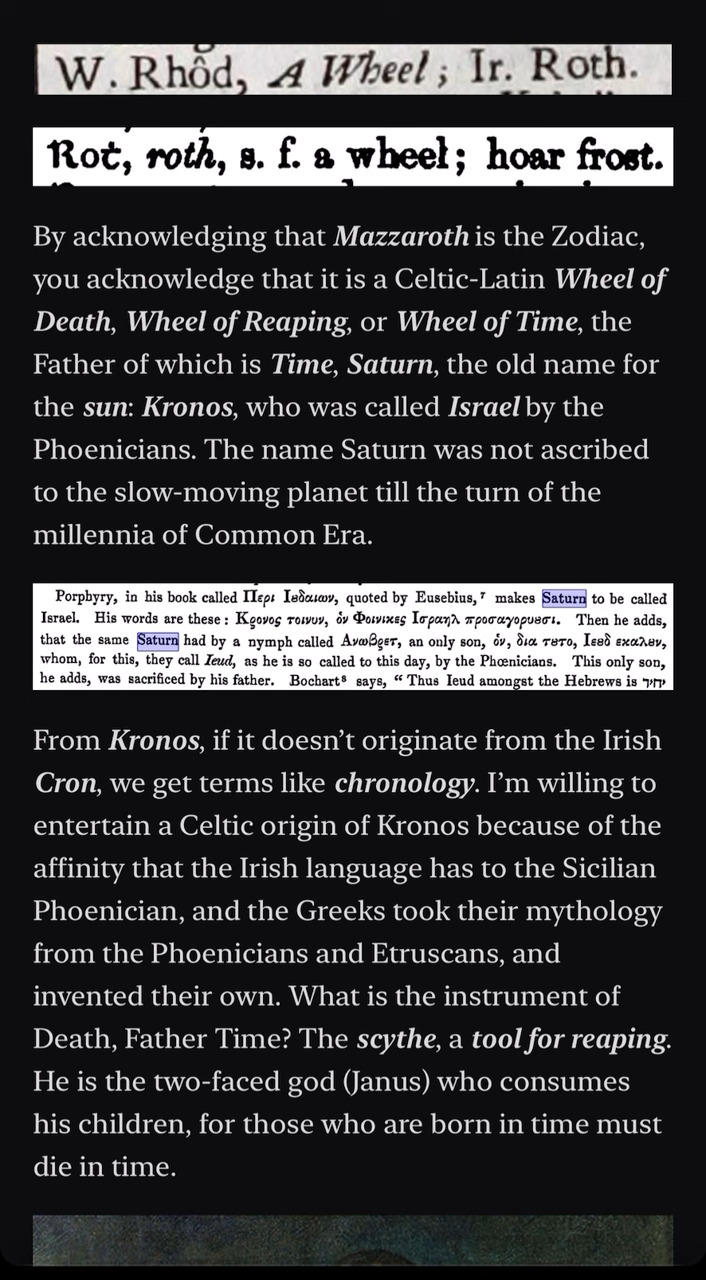 W. Rhôd, A Wheel; Ir. Roth.
Rot, roth, s. f. a wheel; hoar frost.
By acknowledging that Mazzaroth is the Zodiac,
you acknowledge that it is a Celtic-Latin Wheel of
Death, Wheel of Reaping, or Wheel of Time, the
Father of which is Time, Saturn, the old name for
the sun: Kronos, who was called Israel by the
Phoenicians. The name Saturn was not ascribed
to the slow-moving planet till the turn of the
millennia of Common Era.
Porphyry, in his book called Περι Ιȣδαιων, quoted by Eusebius,⁷ makes Saturn to be called
Israel. His words are these: Κρονος τοινυν, ὁν Φοινικες Ισραηλ προσαγορευȣσι. Then he adds,
that the same Saturn had by a nymph called Ανωβρετ, an only son, ὁν, δια τȣτο, Ιεȣδ εκαλȣν,
whom, for this, they call Ieud, as he is so called to this day, by the Phœnicians. This only son,
he adds, was sacrificed by his father. Bochart⁸ says, “Thus Ieud amongst the Hebrews is יחיד
From Kronos, if it doesn’t originate from the Irish
Cron, we get terms like chronology. I’m willing to
entertain a Celtic origin of Kronos because of the
affinity that the Irish language has to the Sicilian
Phoenician, and the Greeks took their mythology
from the Phoenicians and Etruscans, and
invented their own. What is the instrument of
Death, Father Time? The scythe, a tool for reaping.
He is the two-faced god (Janus) who consumes
his children, for those who are born in time must
die in time.